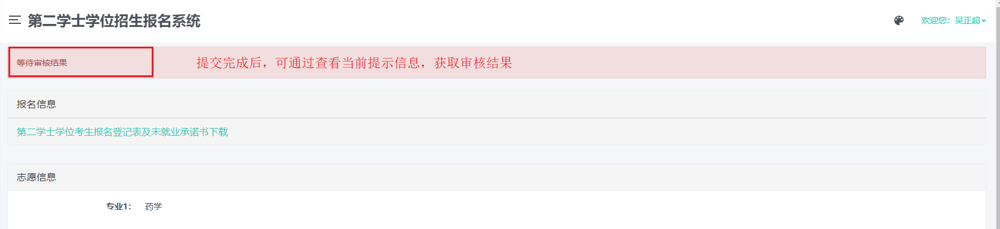 第二学士学位招生报名系统
欢迎您：吴正超
等待审核结果
提交完成后，可通过查看当前提示信息，获取审核结果
报名信息
第二学士学位考生报名登记表及未就业承诺书下载
志愿信息
专业1： 药学